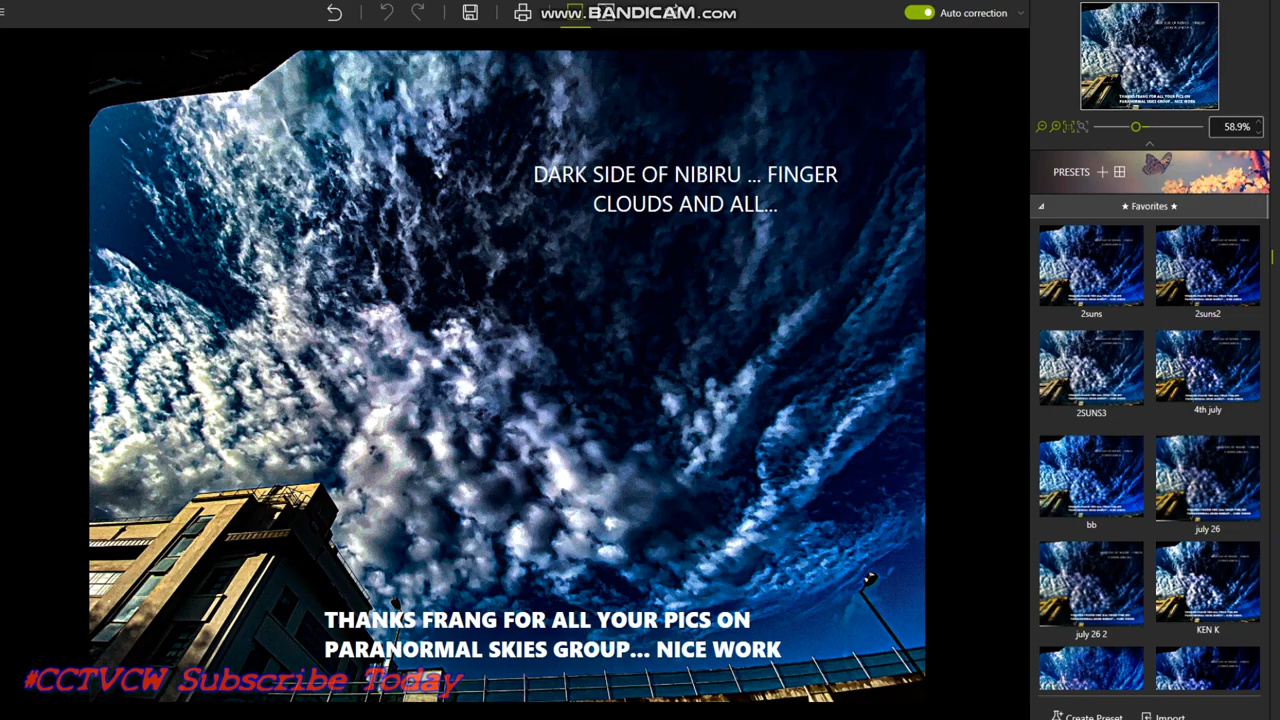 www.BANDICAM.com
Auto correction
58.9%
DARK SIDE OF NIBIRU ... FINGER
CLOUDS AND ALL...
PRESETS
★ Favorites ★
2suns
2suns2
2SUNS3
4th july
bb
july 26
july 26 2
KEN K
THANKS FRANG FOR ALL YOUR PICS ON
PARANORMAL SKIES GROUP... NICE WORK
#CCTVCW Subscribe Today
Create Preset
Import